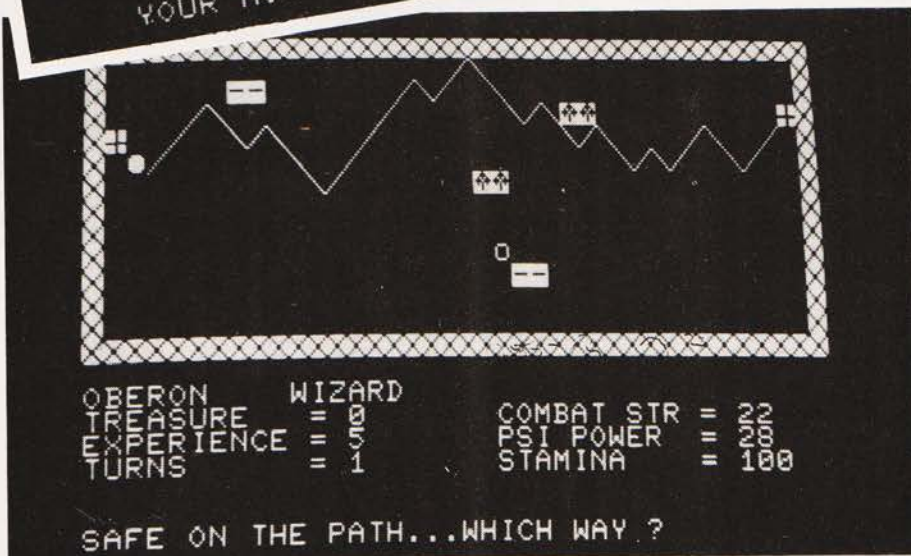 YOUR
OBERON WIZARD
TREASURE = 0
EXPERIENCE = 5
TURNS = 1
COMBAT STR = 22
PSI POWER = 28
STAMINA = 100
SAFE ON THE PATH...WHICH WAY ?